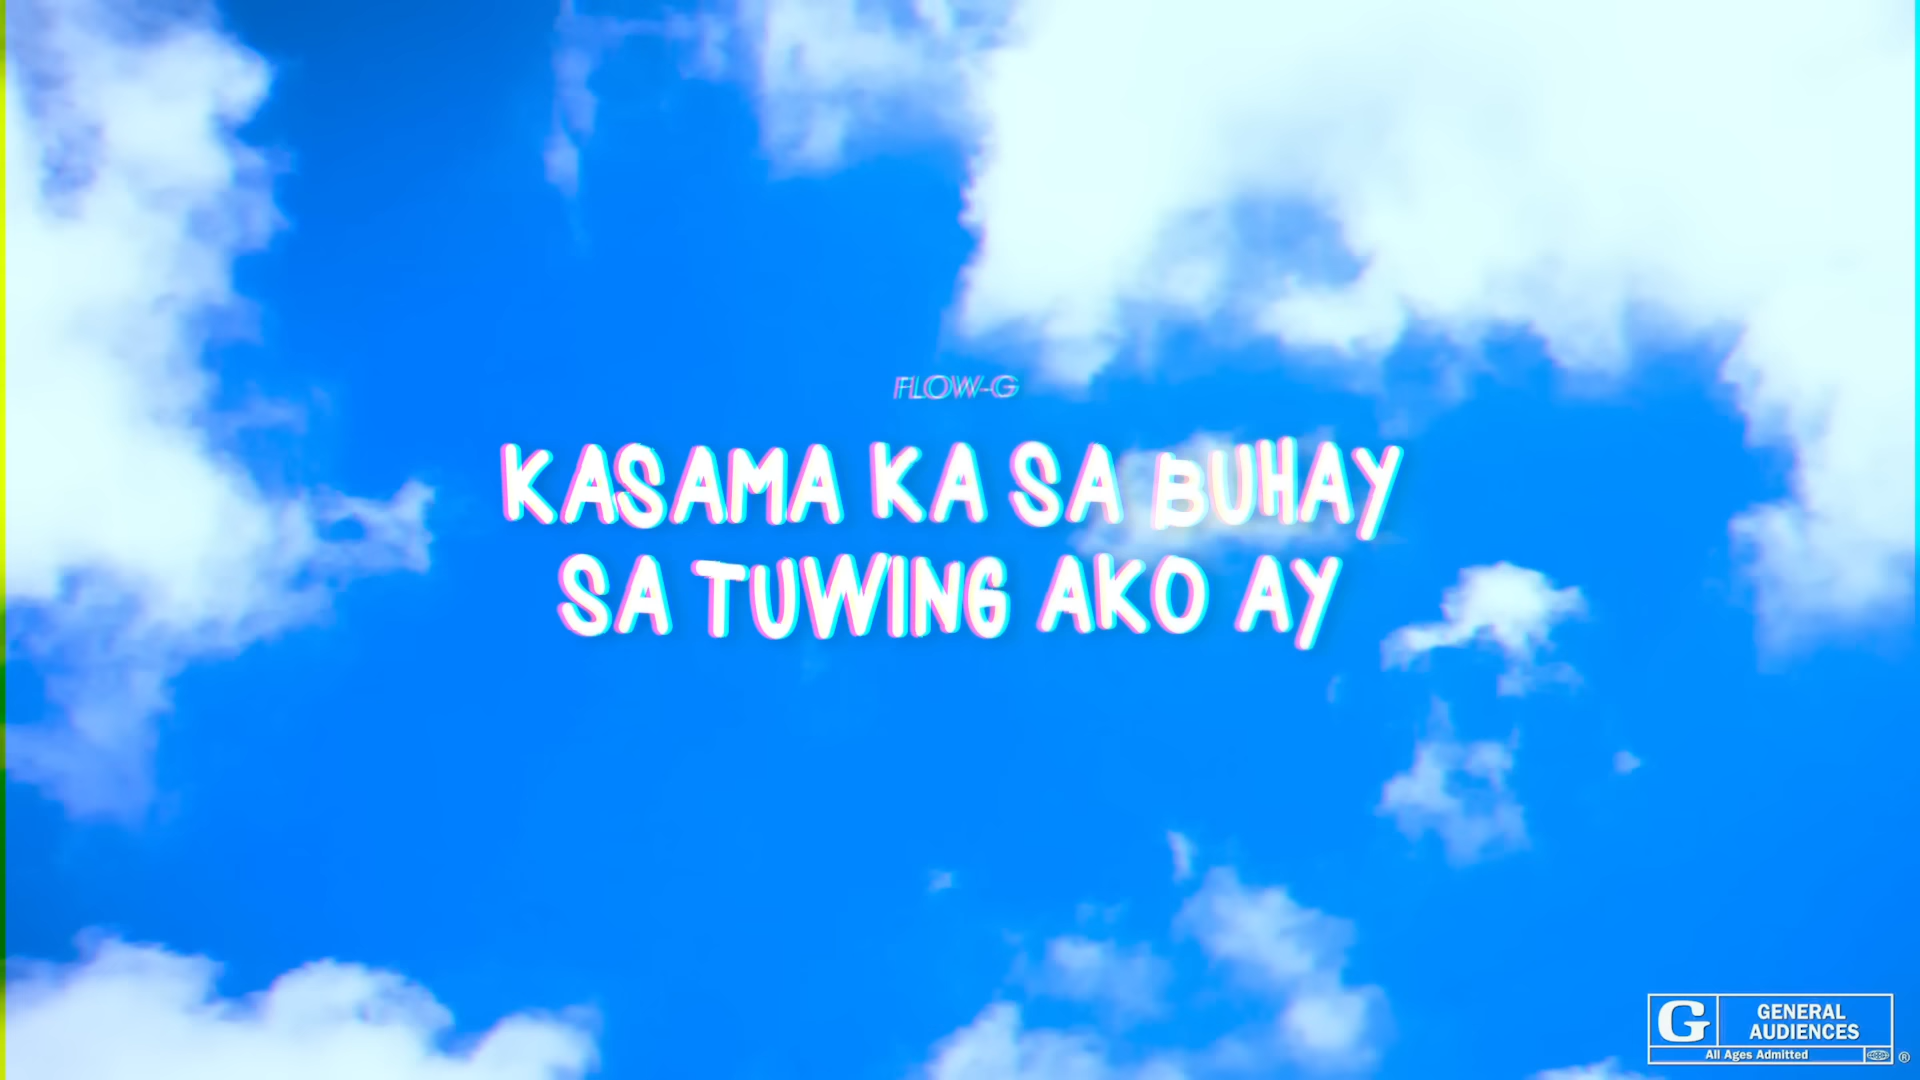 FLOW-G
KASAMA KA SA BUHAY
SA TUWING AKO AY
G
GENERAL
AUDIENCES
All Ages Admitted
®